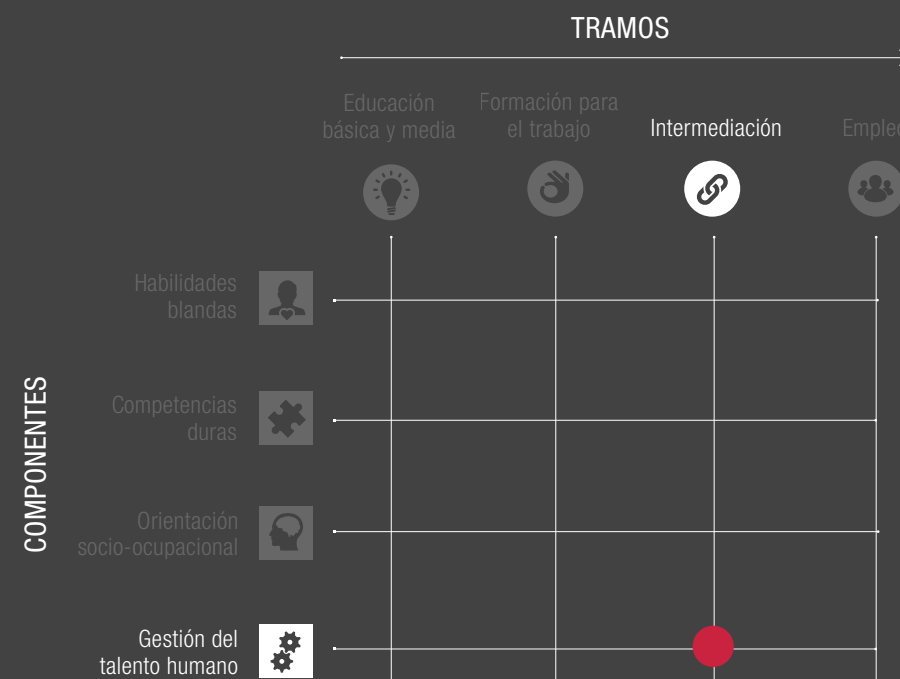 TRAMOS
Educación
básica y media
Formación para
el trabajo
Intermediación
Habilidades
blandas
Competencias
duras
COMPONENTES
Orientación
socio-ocupacional
Gestión del
talento humano